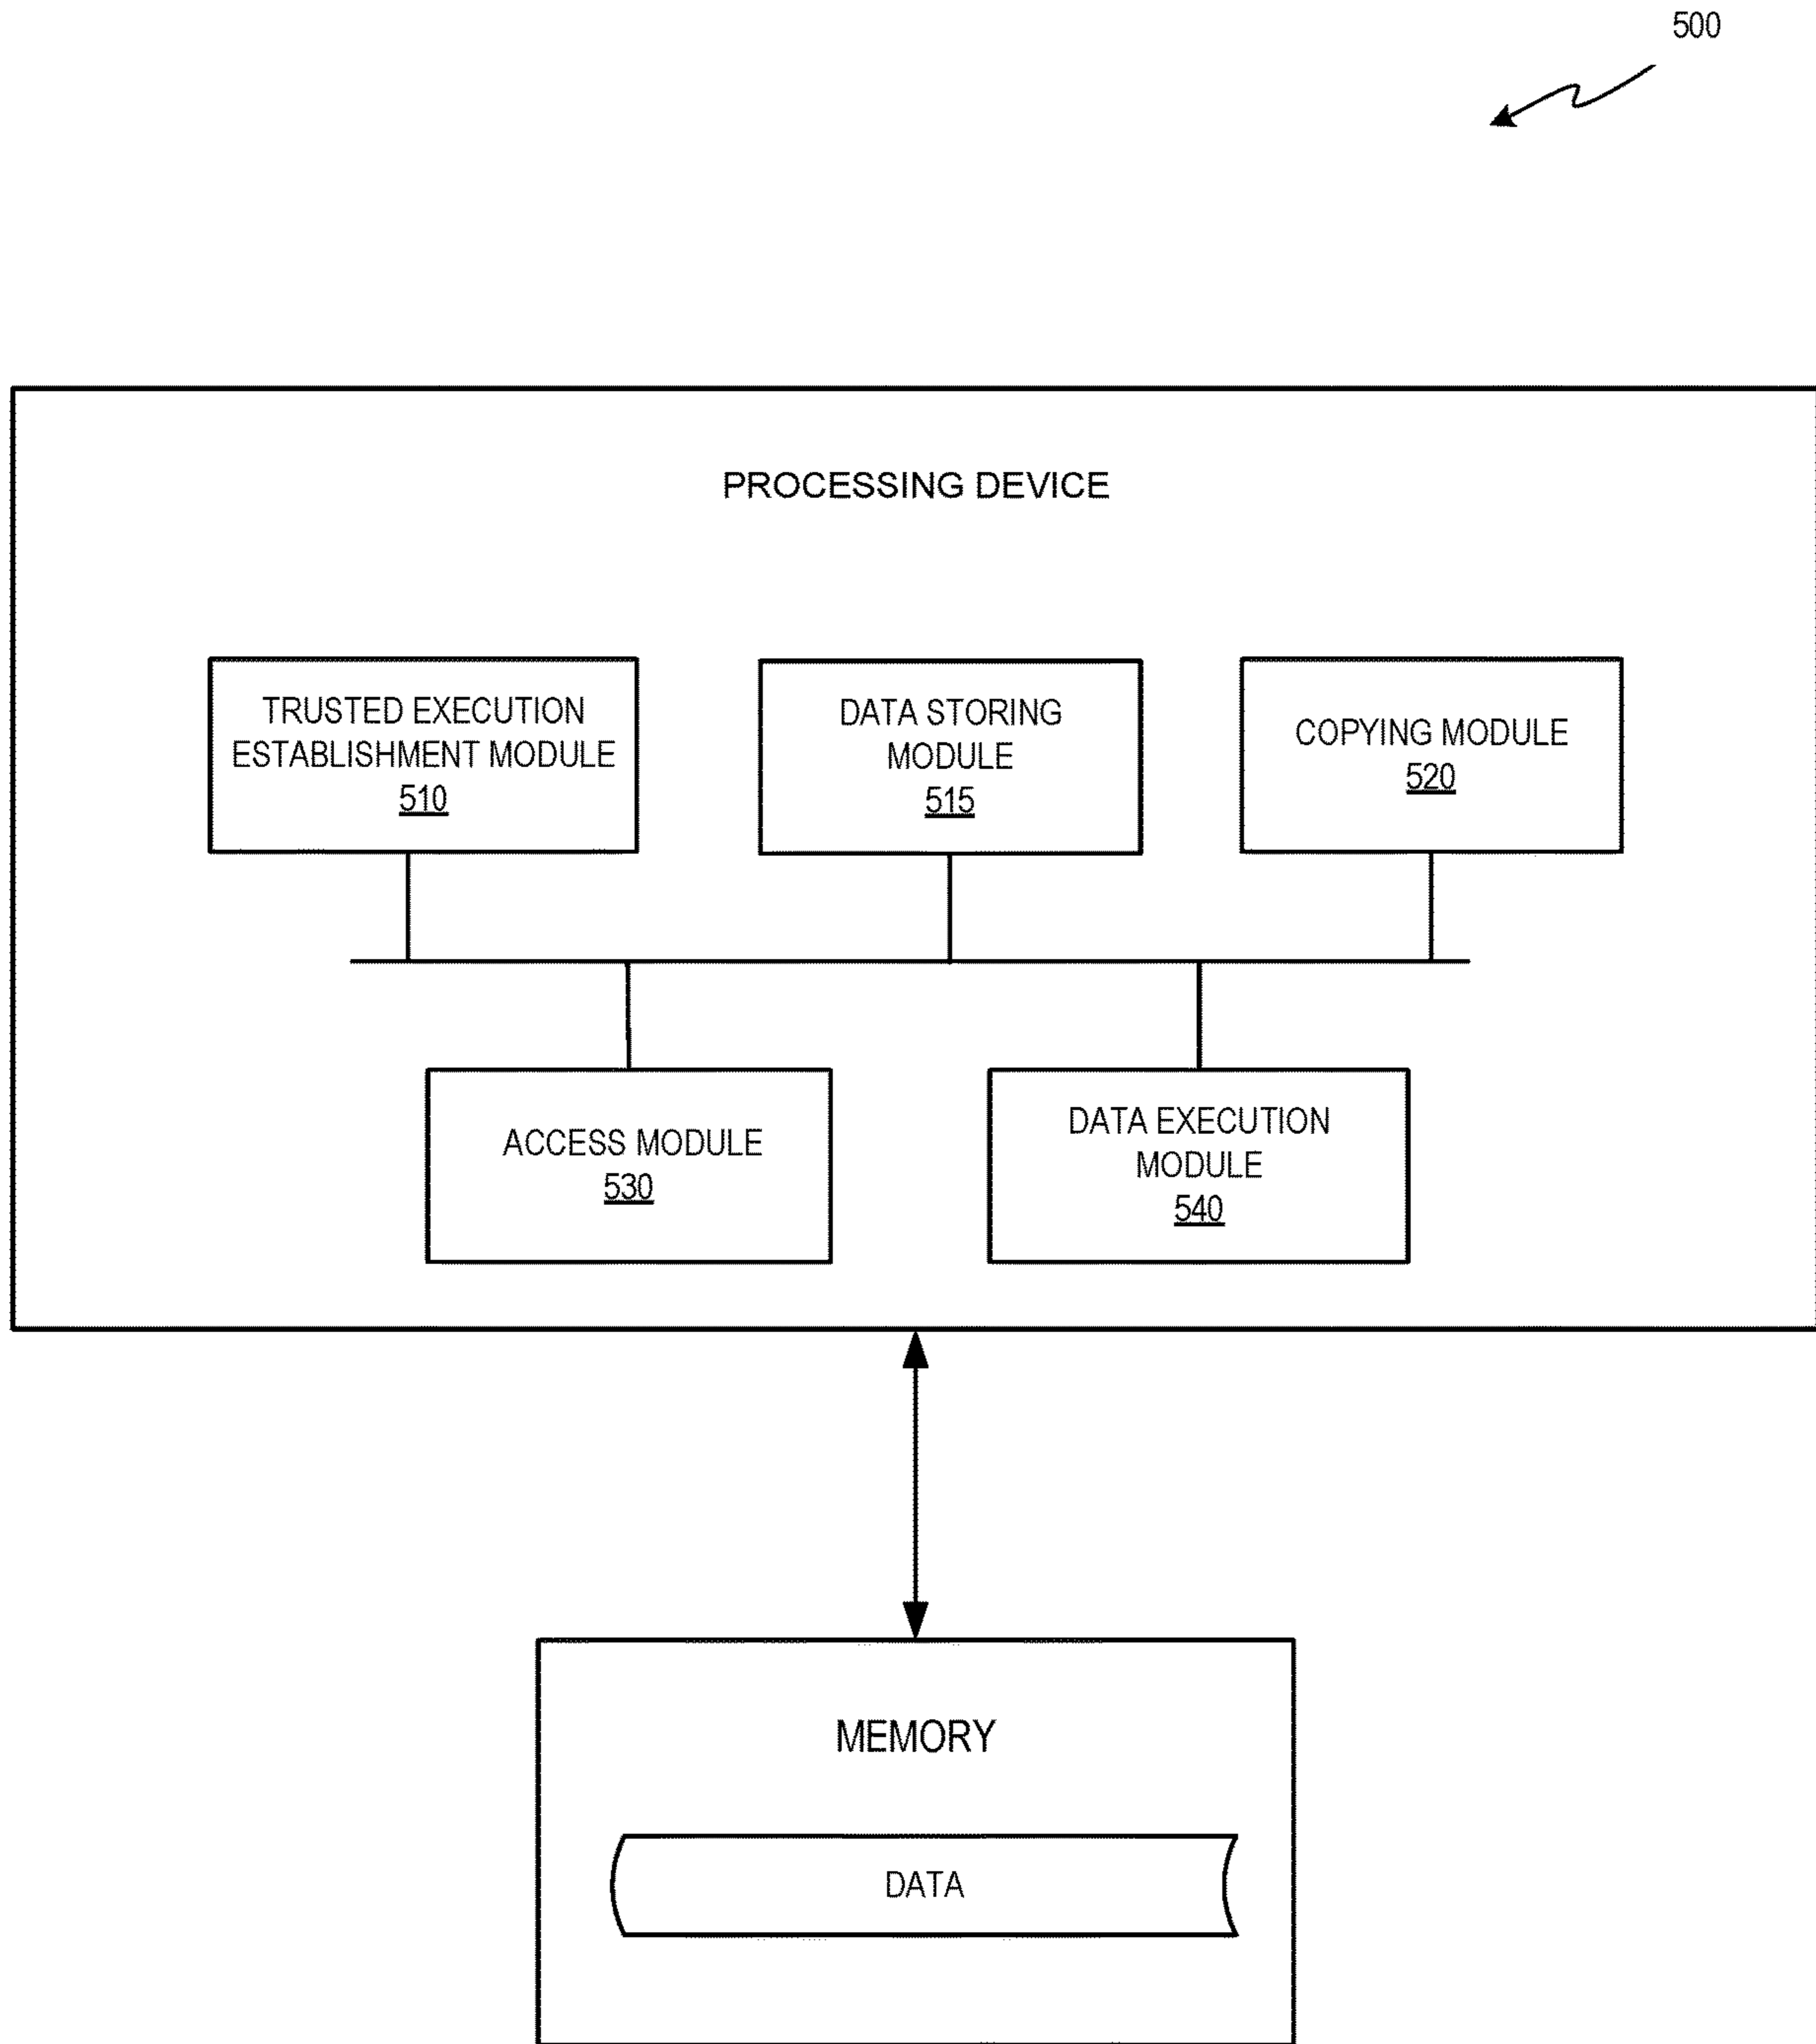 500
PROCESSING DEVICE
TRUSTED EXECUTION
ESTABLISHMENT MODULE
510
DATA STORING
MODULE
515
COPYING MODULE
520
ACCESS MODULE
530
DATA EXECUTION
MODULE
540
MEMORY
DATA